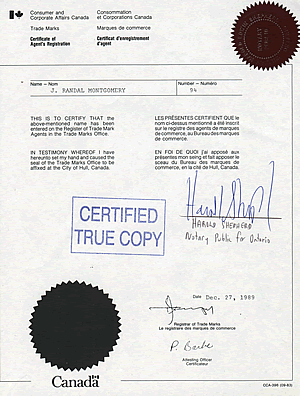 Consumer and Consommation
Corporate Affairs Canada et Corporations Canada
Trade Marks Marques de commerce
Certificate of Certificat d'enregistrement
Agent's Registration d'agent
Name – Nom Number – Numéro
J. RANDAL MONTGOMERY 94
THIS IS TO CERTIFY that the LES PRÉSENTES CERTIFIENT que le
above-mentioned name has been nom ci-dessus mentionné a été inscrit
entered on the Register of Trade Mark sur le registre des agents de marques
Agents in the Trade Marks Office. de commerce, au Bureau des marques
de commerce.
IN TESTIMONY WHEREOF I have EN FOI DE QUOI j'ai apposé aux
hereunto set my hand and caused the présentes mon seing et fait apposer le
seal of the Trade Marks Office to be sceau du Bureau des marques de
affixed at the City of Hull, Canada. commerce, en la cité de Hull, Canada.
CERTIFIED
TRUE COPY
HAROLD SHEPHERD
Notary Public for Ontario
Date Dec. 27, 1989
Registrar of Trade Marks
Le registraire des marques de commerce
Attesting Officer
Certificateur
Canada